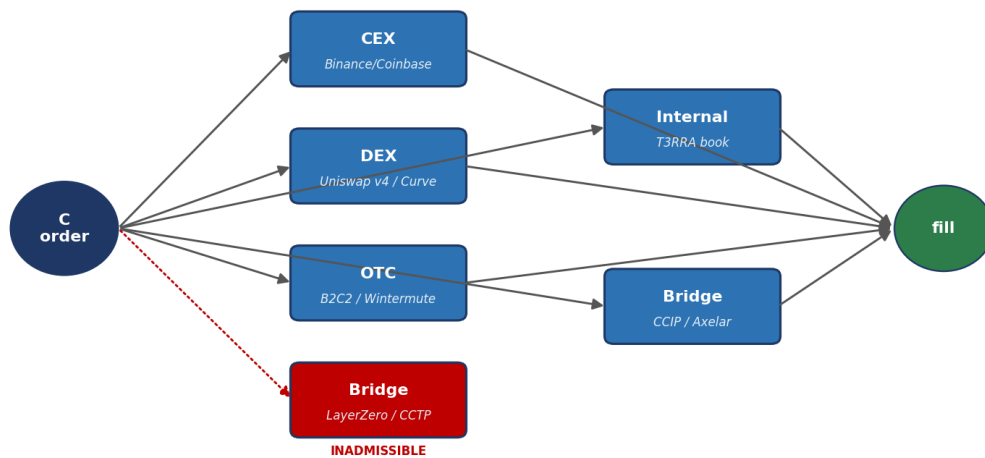 C
order
CEX
Binance/Coinbase
DEX
Uniswap v4 / Curve
OTC
B2C2 / Wintermute
Bridge
LayerZero / CCTP
INADMISSIBLE
Internal
T3RRA book
Bridge
CCIP / Axelar
fill